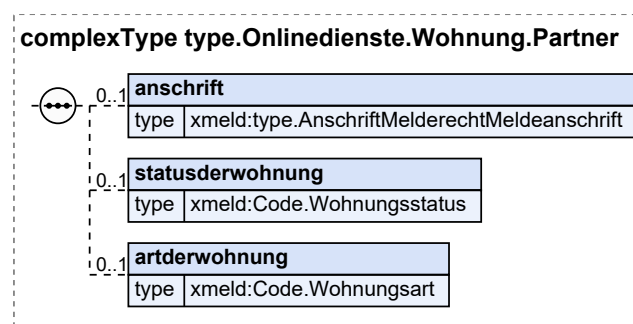 complexType type.Onlinedienste.Wohnung.Partner
0..1 anschrift
type xmeld:type.AnschriftMelderechtMeldeanschrift
0..1 statusderwohnung
type xmeld:Code.Wohnungsstatus
0..1 artderwohnung
type xmeld:Code.Wohnungsart